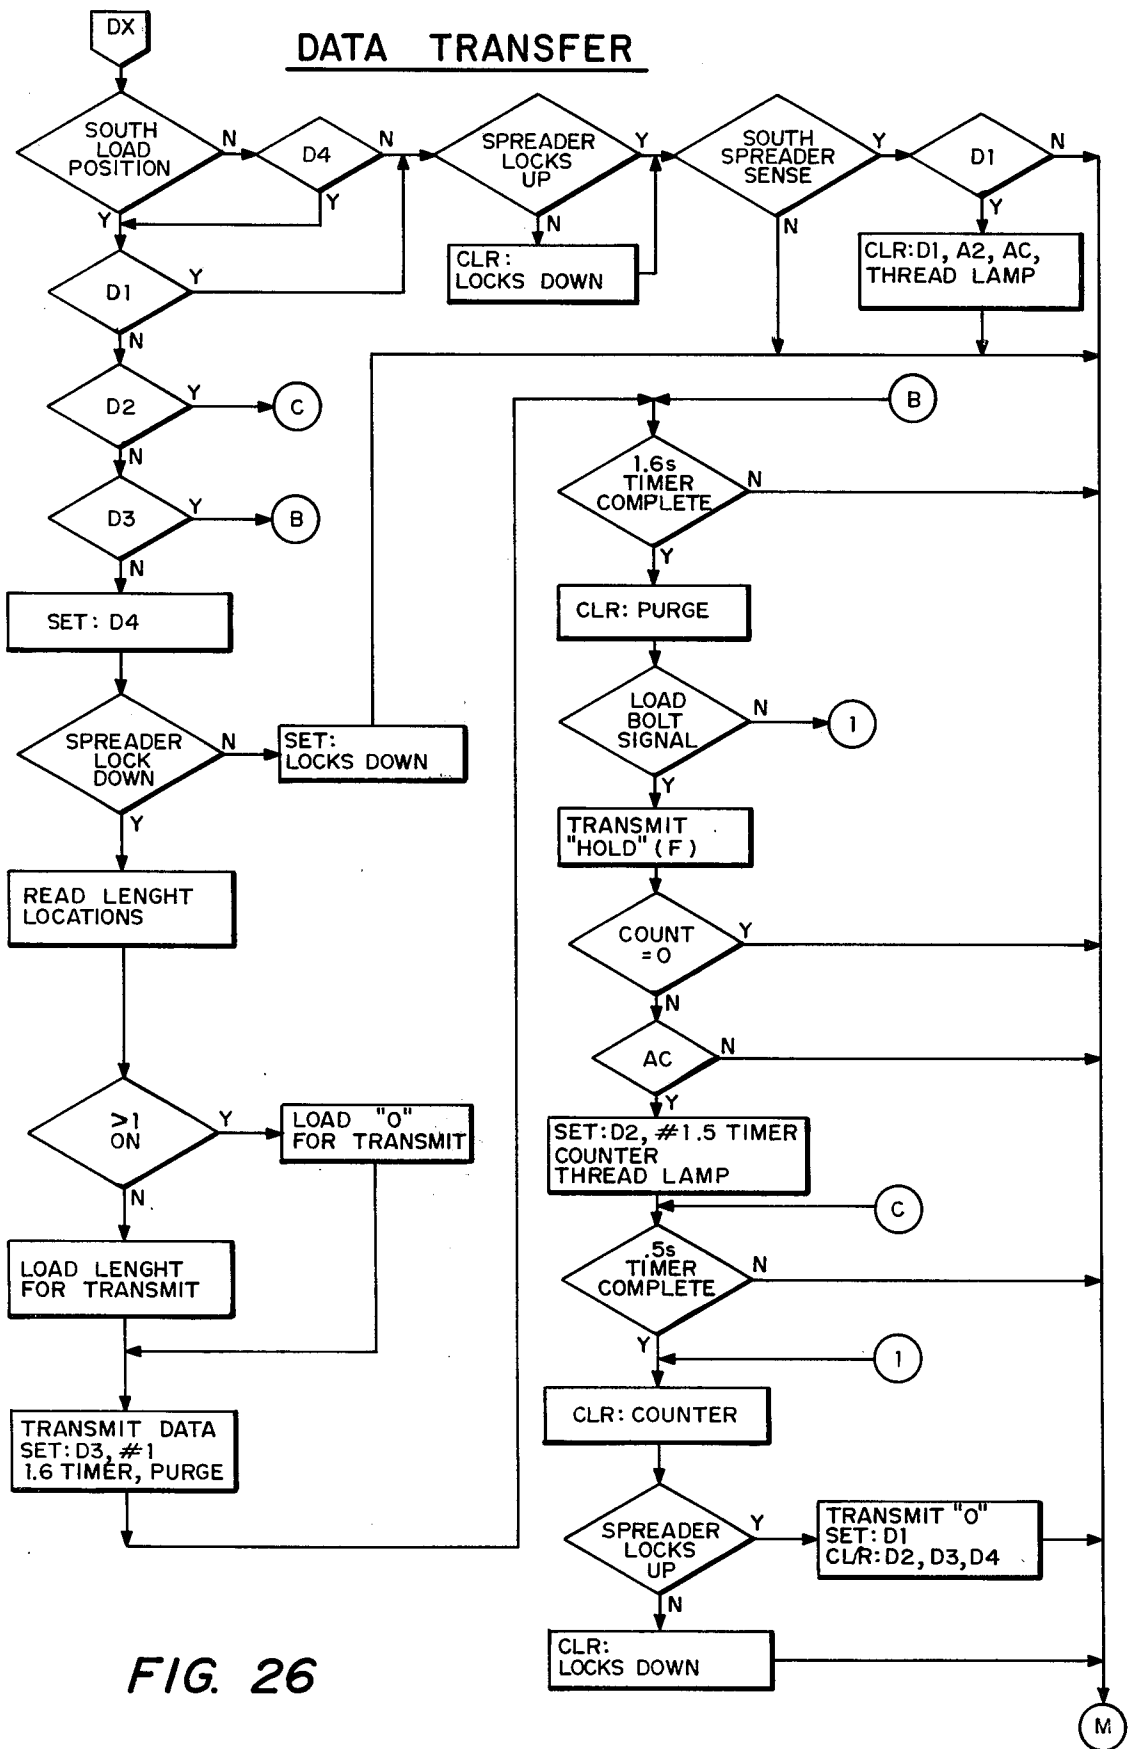 DX
DATA TRANSFER
SOUTH
LOAD
POSITION
N
Y
D4
N
Y
SPREADER
LOCKS
UP
Y
N
CLR:
LOCKS DOWN
SOUTH
SPREADER
SENSE
Y
N
D1
N
Y
CLR:D1, A2, AC,
THREAD LAMP
D1
Y
N
D2
Y
C
N
D3
Y
B
N
SET: D4
SPREADER
LOCK
DOWN
N
SET:
LOCKS DOWN
Y
READ LENGHT
LOCATIONS
>1
ON
Y
LOAD "0"
FOR TRANSMIT
N
LOAD LENGHT
FOR TRANSMIT
TRANSMIT DATA
SET: D3, #1
1.6 TIMER, PURGE
B
1.6s
TIMER
COMPLETE
N
Y
CLR: PURGE
LOAD
BOLT
SIGNAL
N
1
Y
TRANSMIT
"HOLD" (F)
COUNT
=0
Y
N
AC
N
Y
SET: D2, #1.5 TIMER
COUNTER
THREAD LAMP
C
.5s
TIMER
COMPLETE
N
Y
1
CLR: COUNTER
SPREADER
LOCKS
UP
Y
TRANSMIT "0"
SET: D1
CLR: D2, D3, D4
N
CLR:
LOCKS DOWN
M
FIG. 26